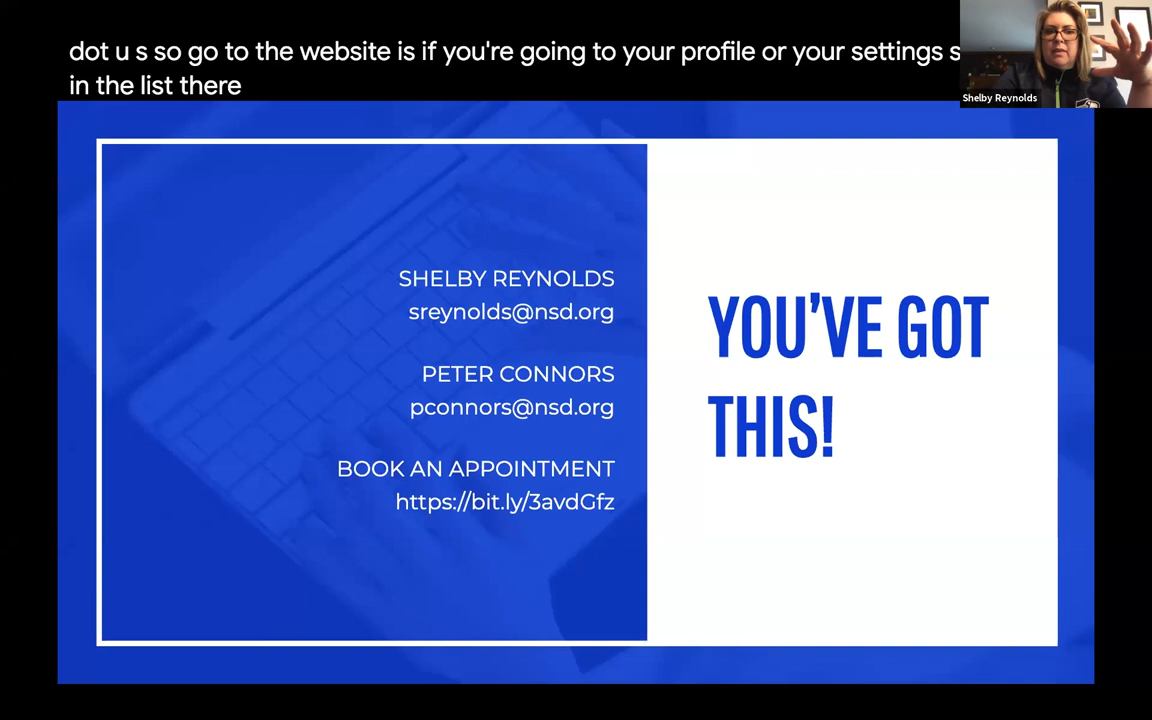 dot u s so go to the website is if you're going to your profile or your settings
in the list there
Shelby Reynolds
SHELBY REYNOLDS
sreynolds@nsd.org
PETER CONNORS
pconnors@nsd.org
BOOK AN APPOINTMENT
https://bit.ly/3avdGfz
YOU'VE GOT
THIS!